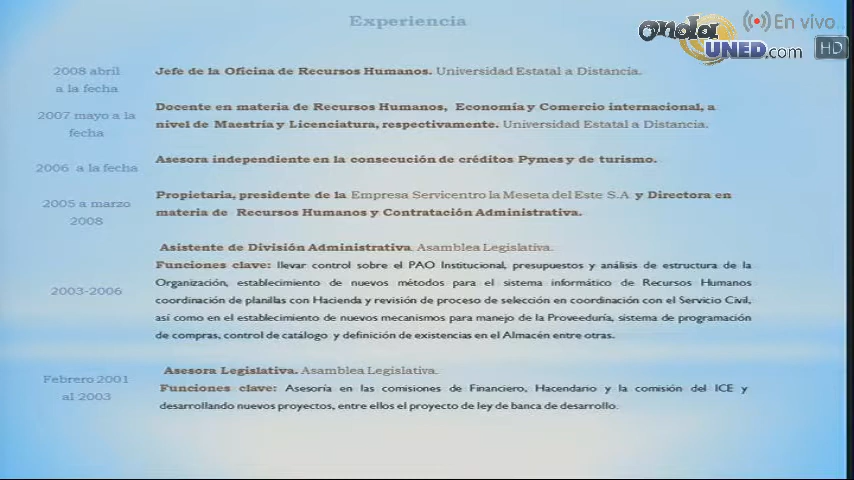 Experiencia
onda
UNED.com
En vivo...
HD
2008 abril
a la fecha
Jefe de la Oficina de Recursos Humanos. Universidad Estatal a Distancia.
2007 mayo a la
fecha
Docente en materia de Recursos Humanos, Economía y Comercio internacional, a
nivel de Maestría y Licenciatura, respectivamente. Universidad Estatal a Distancia.
2006 a la fecha
Asesora independiente en la consecución de créditos Pymes y de turismo.
2005 a marzo
2008
Propietaria, presidente de la Empresa Servicentro la Meseta del Este S.A y Directora en
materia de Recursos Humanos y Contratación Administrativa.
2003-2006
Asistente de División Administrativa. Asamblea Legislativa.
Funciones clave: llevar control sobre el PAO Institucional, presupuestos y análisis de estructura de la
Organización, establecimiento de nuevos métodos para el sistema informático de Recursos Humanos
coordinación de planillas con Hacienda y revisión de proceso de selección en coordinación con el Servicio Civil,
así como en el establecimiento de nuevos mecanismos para manejo de la Proveeduría, sistema de programación
de compras, control de catálogo y definición de existencias en el Almacén entre otras.
Febrero 2001
al 2003
Asesora Legislativa. Asamblea Legislativa.
Funciones clave: Asesoría en las comisiones de Financiero, Hacendario y la comisión del ICE y
desarrollando nuevos proyectos, entre ellos el proyecto de ley de banca de desarrollo.